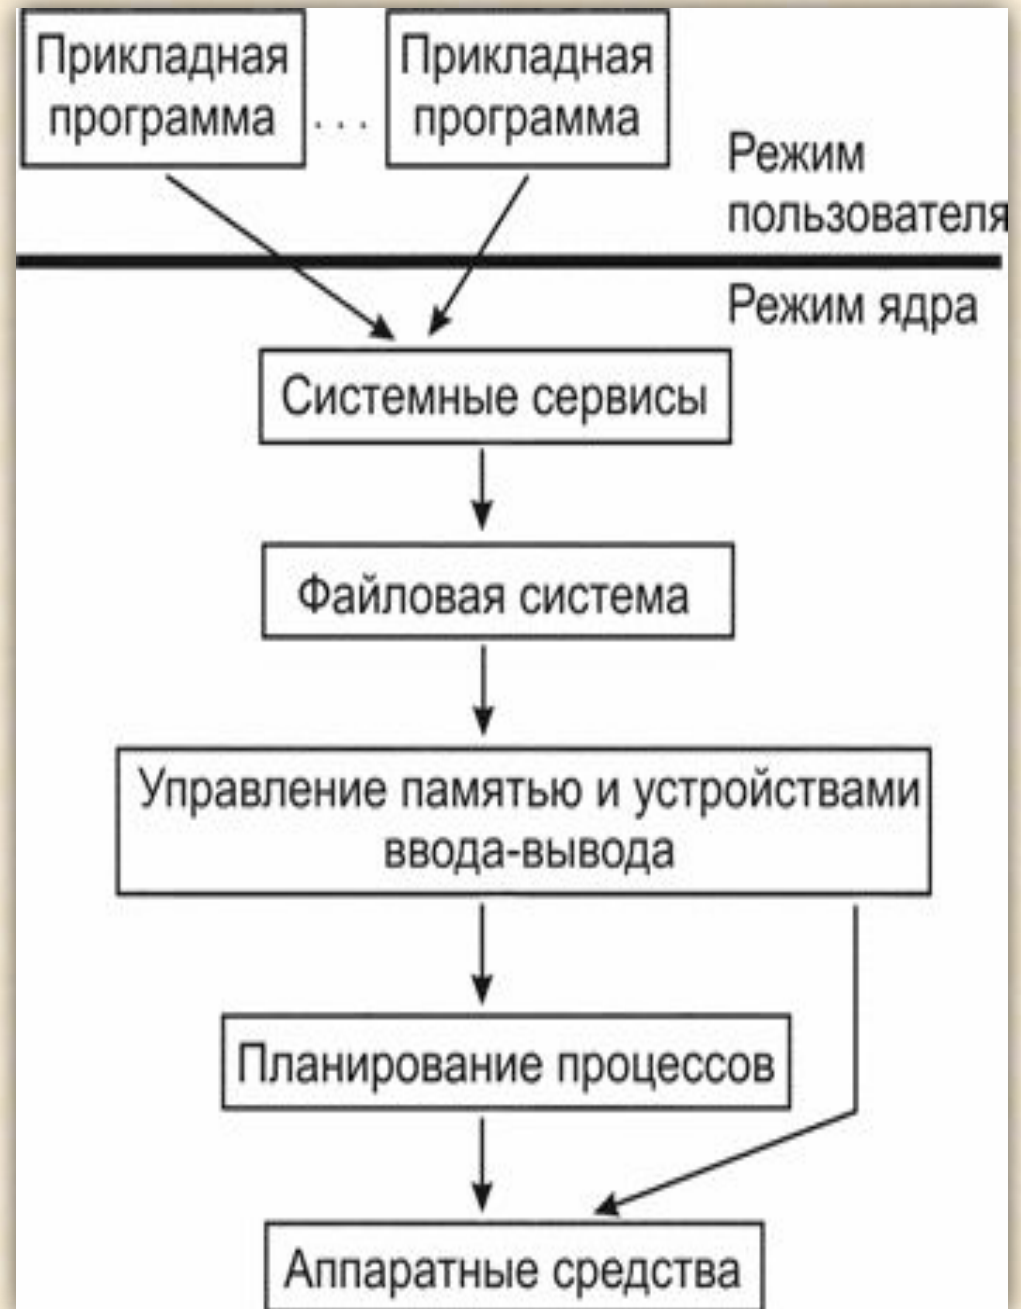 Прикладная
программа
. . .
Прикладная
программа
Режим
пользователя
Режим ядра
Системные сервисы
Файловая система
Управление памятью и устройствами
ввода-вывода
Планирование процессов
Аппаратные средства